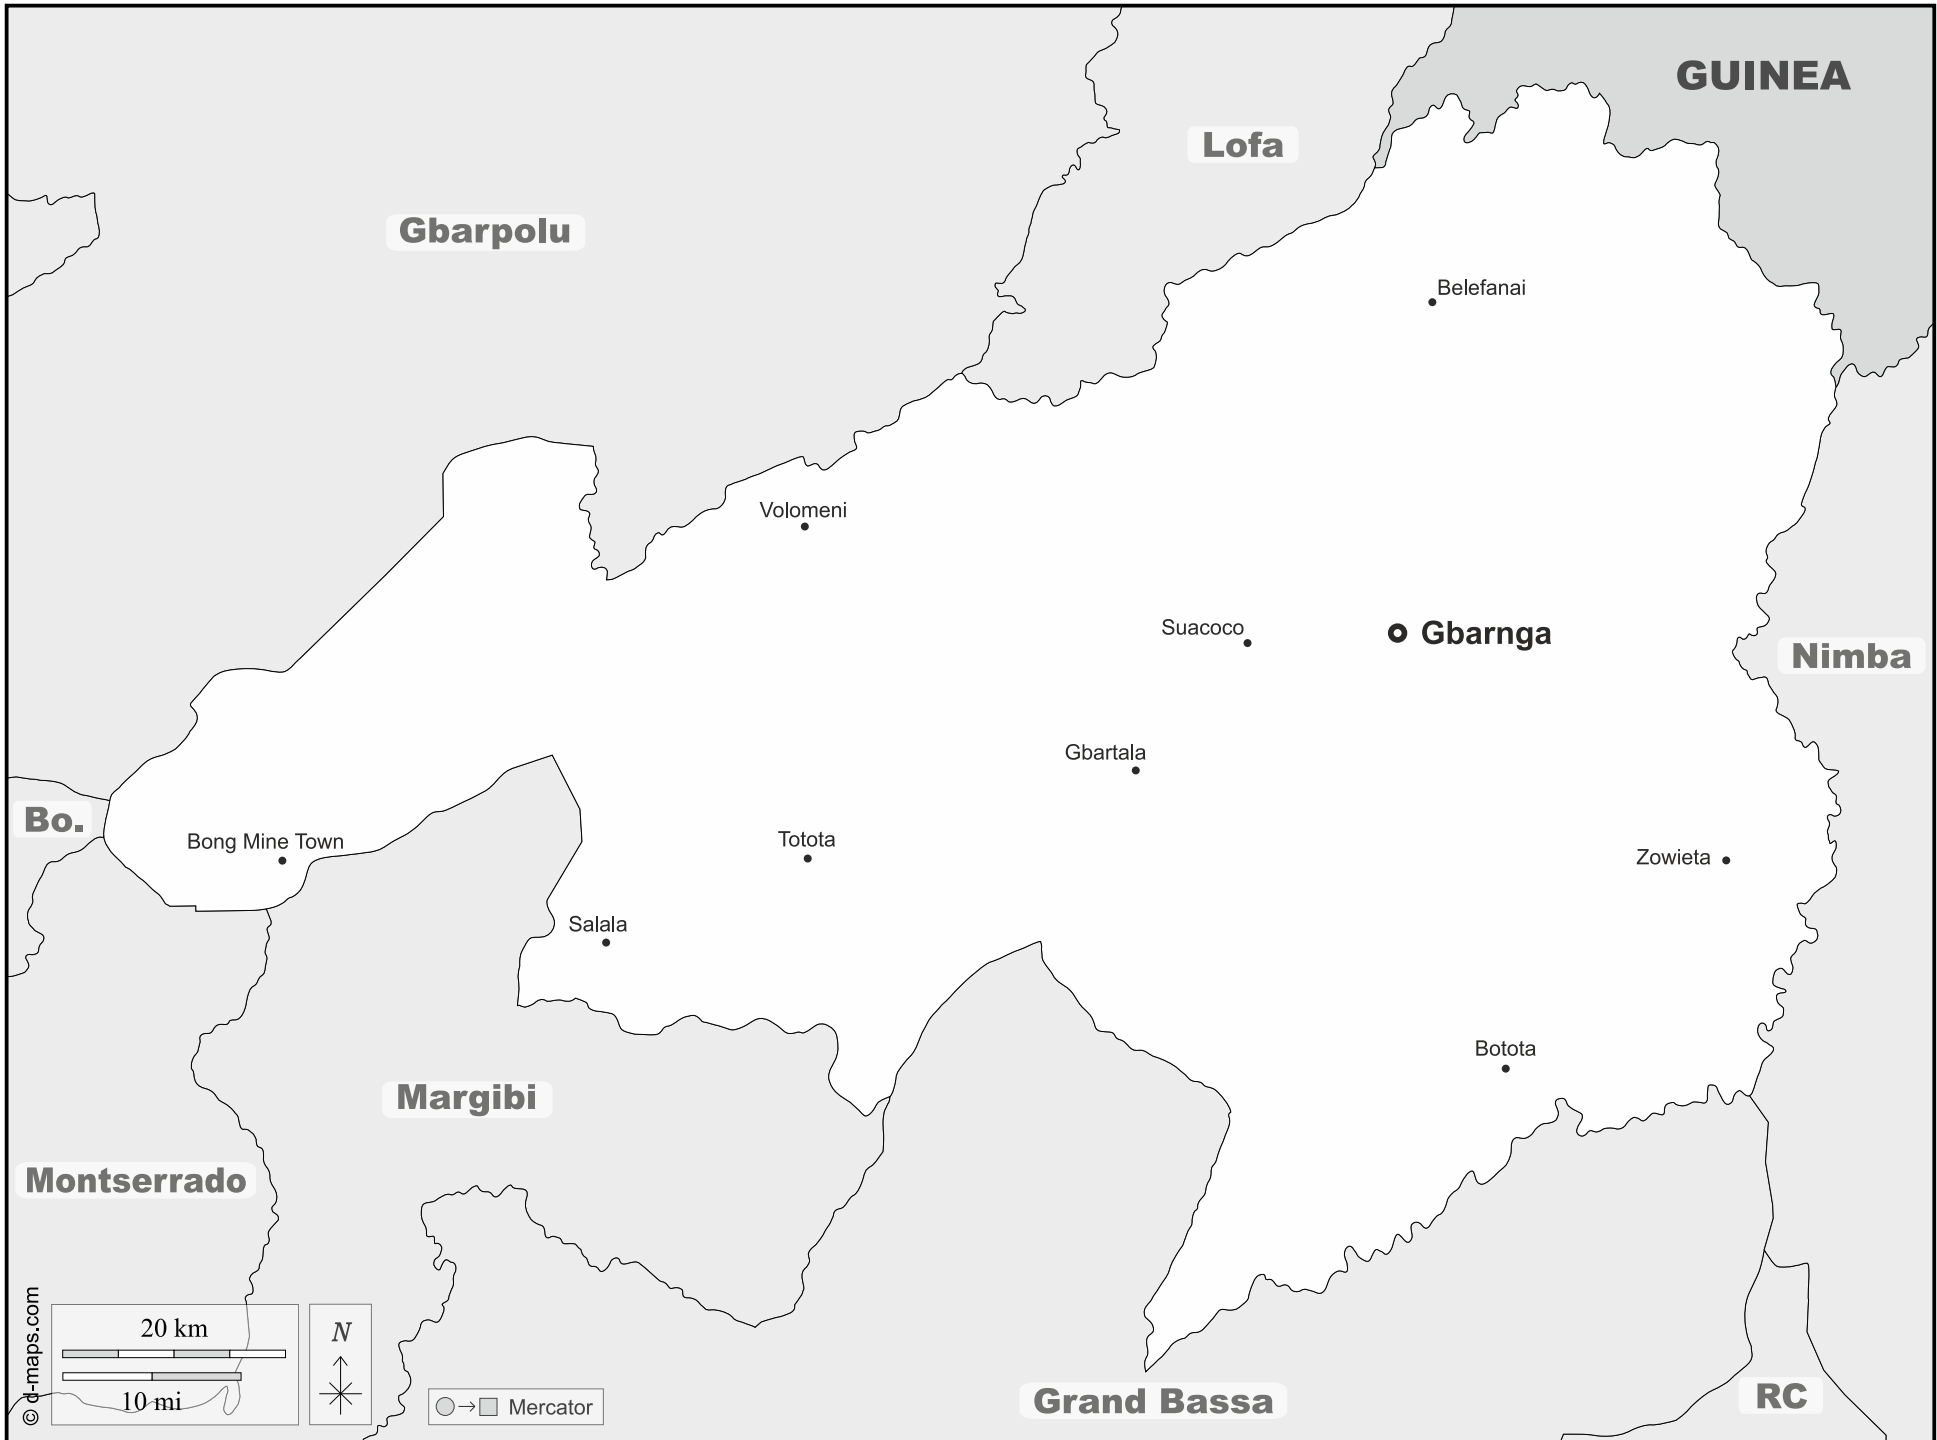 GUINEA
Lofa
Gbarpolu
Belefanai
Volomeni
Suacoco
Gbarnga
Nimba
Gbartala
Bo.
Bong Mine Town
Totota
Zowieta
Salala
Botota
Margibi
Montserrado
© d-maps.com
20 km
10 mi
N
Mercator
Grand Bassa
RC